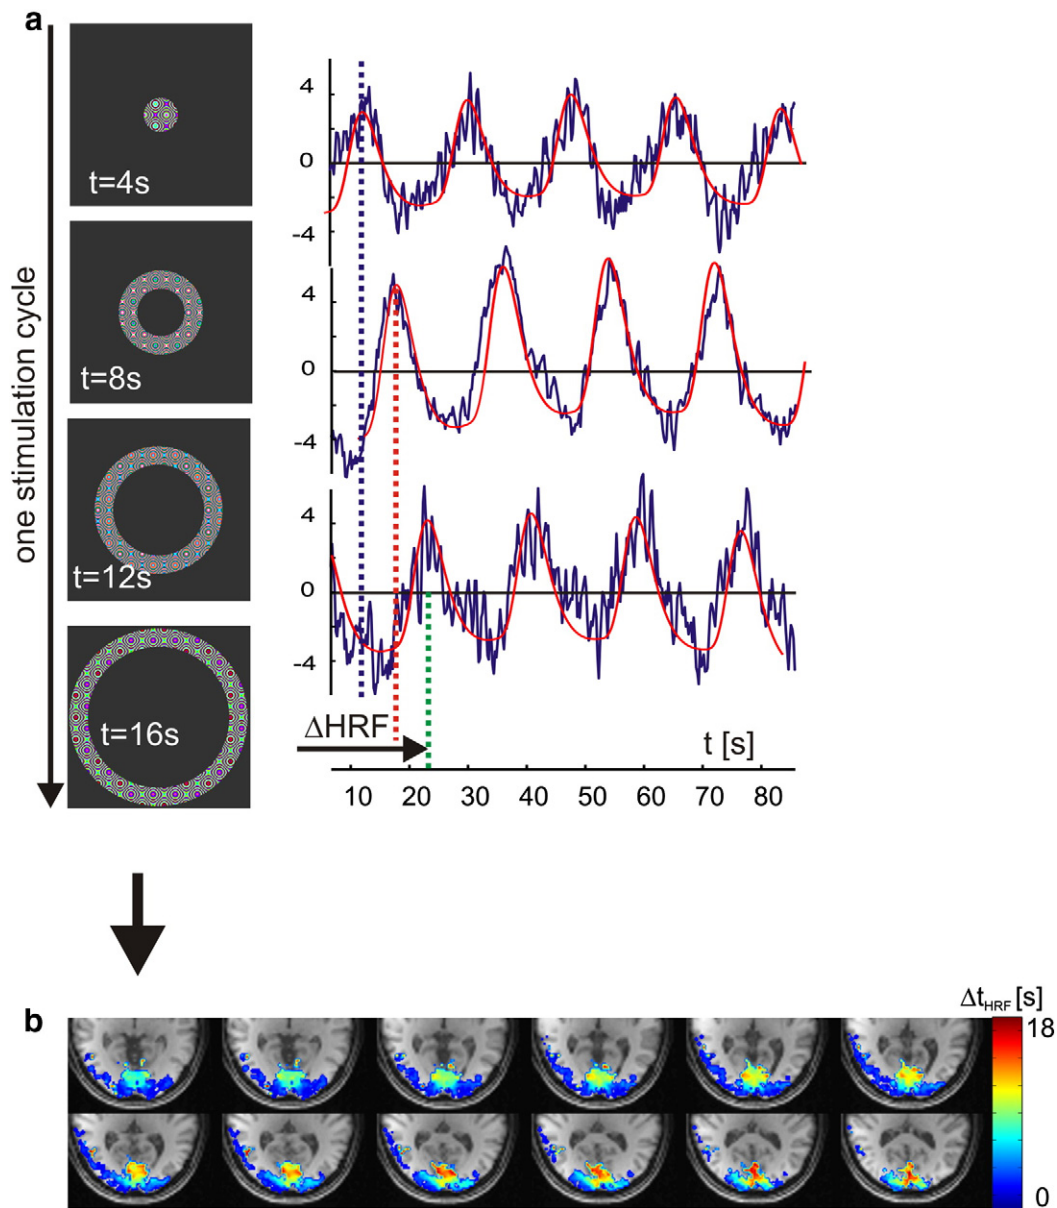 a
one stimulation cycle
t=4s
t=8s
t=12s
t=16s
4
0
-4
4
0
-4
4
0
-4
ΔHRF
t [s]
10 20 30 40 50 60 70 80
b
Δt_HRF [s]
18
0